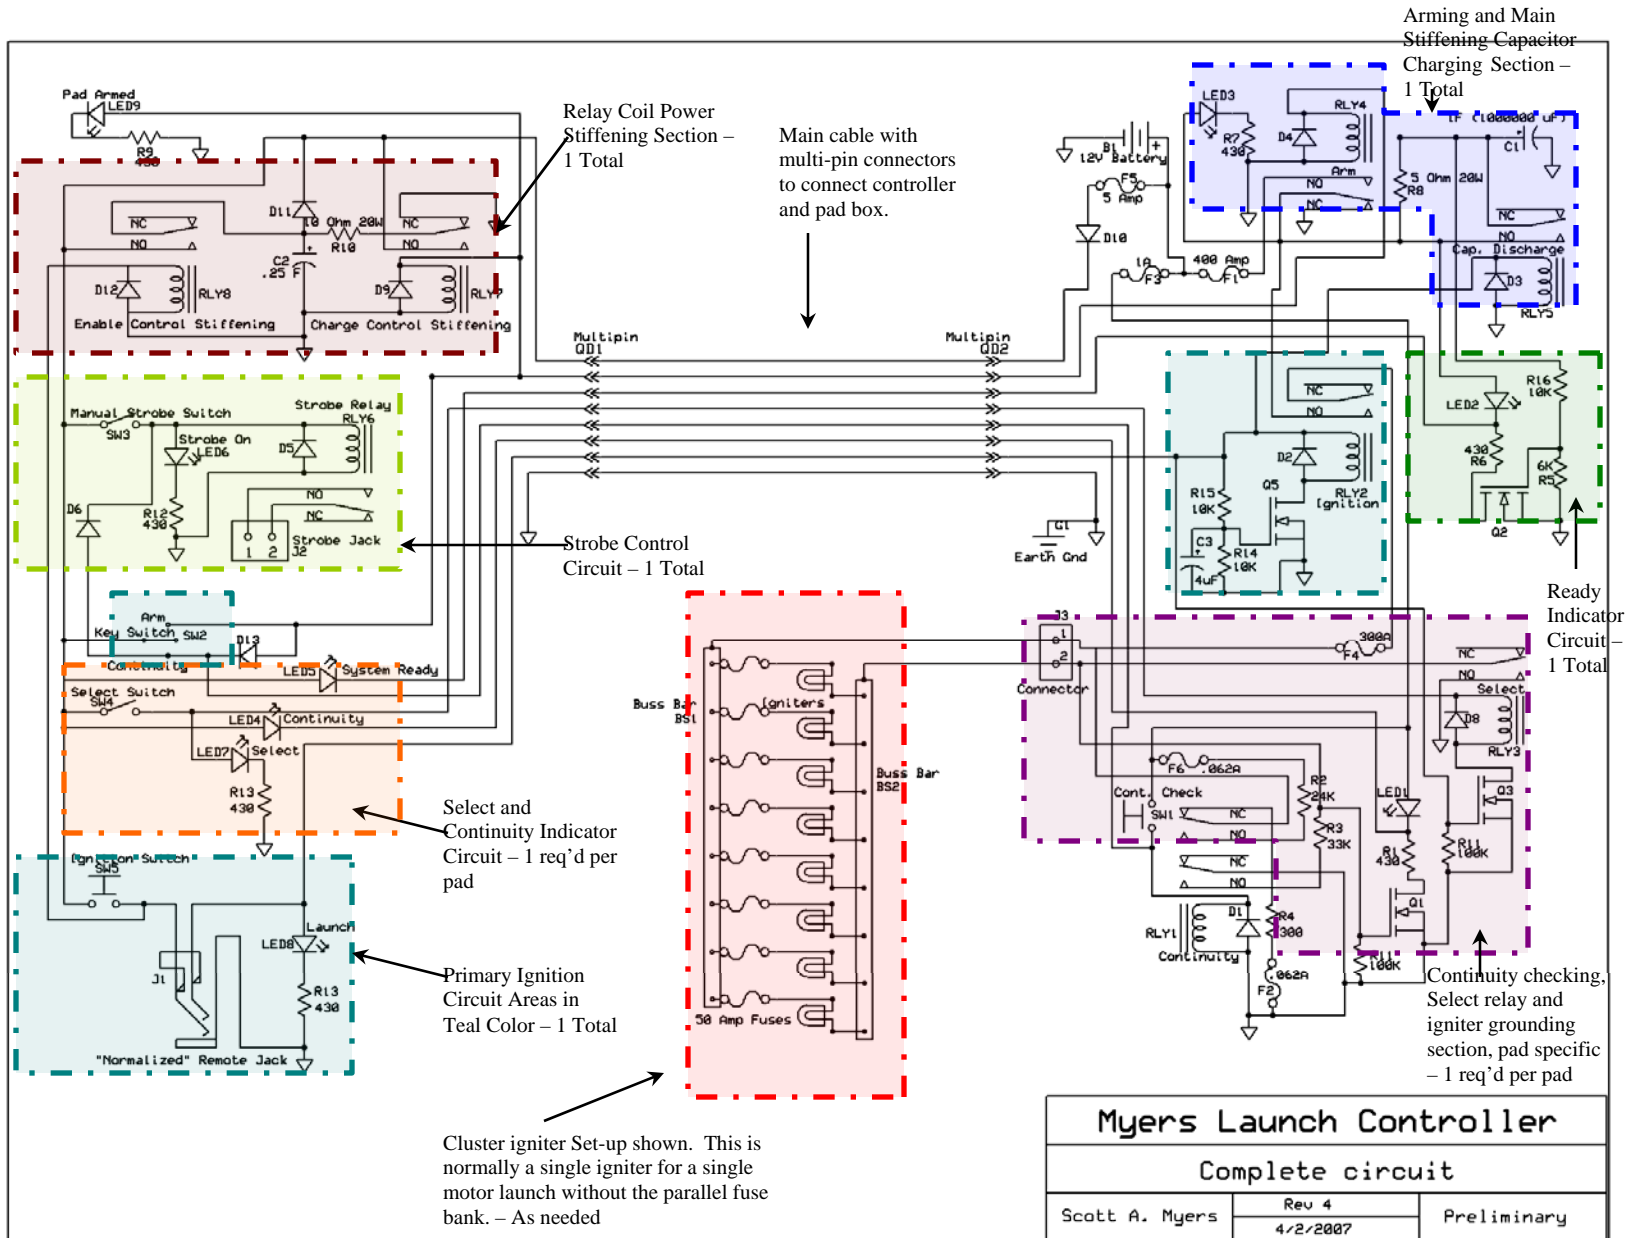 Arming and Main
Stiffening Capacitor
Charging Section –
1 Total
Pad Armed
LED9
R9
430
Relay Coil Power
Stiffening Section –
1 Total
Main cable with
multi-pin connectors
to connect controller
and pad box.
B1
12V Battery
F5
5 Amp
D10
1A
F3
400 Amp
F1
LED3
R7
430
D4
RLY4
Arm
NO
NC
1F (1000000 uF)
C1
5 Ohm 20W
R8
NC
NO
Cap. Discharge
D3
RLY5
NC
NO
D11
10 Ohm 20W
R10
C2
.25 F
NC
NO
D12
RLY8
D9
RLY7
Enable Control Stiffening
Charge Control Stiffening
Multipin
QD1
Multipin
QD2
Manual Strobe Switch
SW3
Strobe On
LED6
Strobe Relay
RLY6
D5
D6
R12
430
NO
NC
1 2
Strobe Jack
J2
Strobe Control
Circuit – 1 Total
G1
Earth Gnd
NC
NO
D2
RLY2
Ignition
Q5
R15
10K
C3
4uF
R14
10K
LED2
R16
10K
430
R6
6K
R5
Q2
Ready
Indicator
Circuit –
1 Total
Arm
Key Switch
SW2
Continuity
D13
LED5
System Ready
Select Switch
SW4
LED4
Continuity
LED7
Select
R13
430
Select and
Continuity Indicator
Circuit – 1 req’d per
pad
Buss Bar
BS1
Igniters
Buss Bar
BS2
50 Amp Fuses
J3
1
2
Connector
300A
F4
NC
NO
Select
D8
RLY3
F6
.062A
Cont. Check
SW1
NC
NO
NC
NO
R2
24K
R3
33K
LED1
R1
430
R11
100K
Q3
Q1
R11
100K
RLY1
Continuity
D1
R4
300
.062A
F2
Ignition Switch
SW5
J1
Launch
LED8
R13
430
"Normalized" Remote Jack
Primary Ignition
Circuit Areas in
Teal Color – 1 Total
Continuity checking,
Select relay and
igniter grounding
section, pad specific
– 1 req’d per pad
Cluster igniter Set-up shown. This is
normally a single igniter for a single
motor launch without the parallel fuse
bank. – As needed
Myers Launch Controller
Complete circuit
Scott A. Myers
Rev 4
4/2/2007
Preliminary